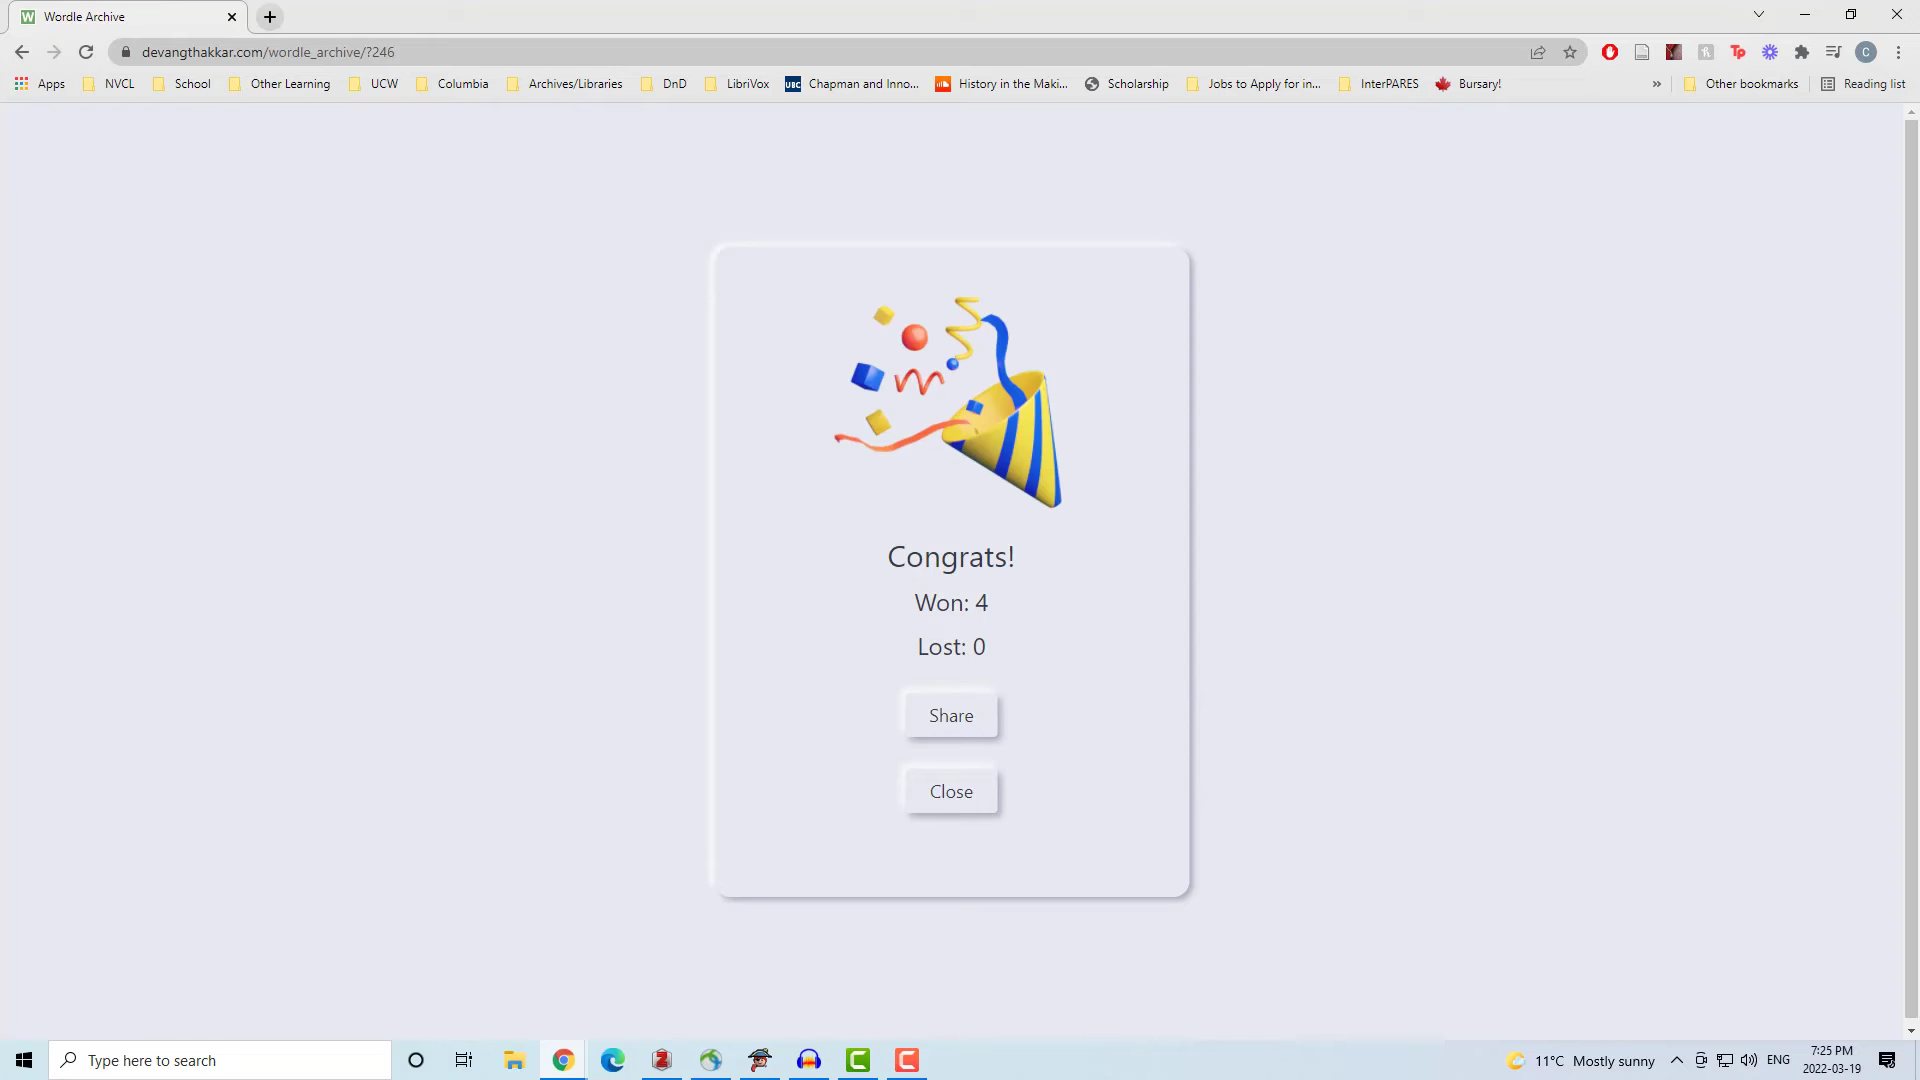 Wordle Archive
devangthakkar.com/wordle_archive/?246
Apps NVCL School Other Learning UCW Columbia Archives/Libraries DnD LibriVox UBC Chapman and Inno... History in the Maki... Scholarship Jobs to Apply for in... InterPARES Bursary! » Other bookmarks Reading list
Congrats!
Won: 4
Lost: 0
Share
Close
Type here to search
11°C Mostly sunny
ENG
7:25 PM
2022-03-19